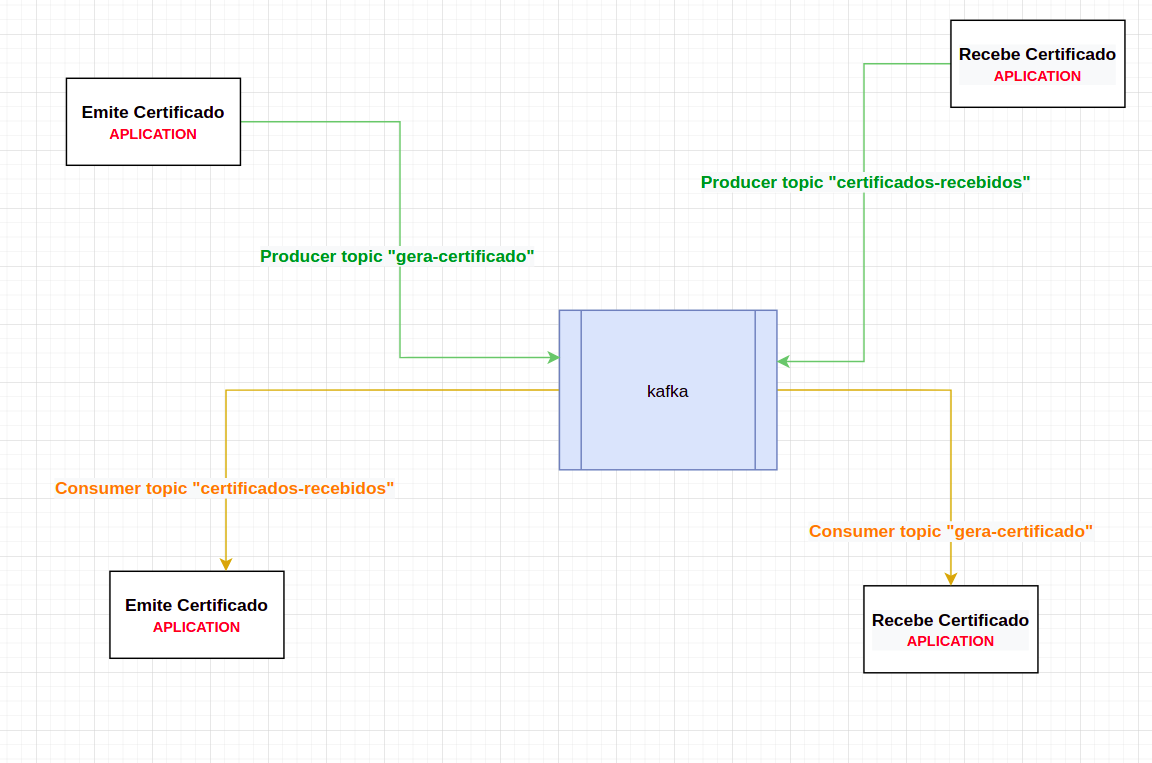 Recebe Certificado
APLICATION
Emite Certificado
APLICATION
Producer topic "certificados-recebidos"
Producer topic "gera-certificado"
kafka
Consumer topic "certificados-recebidos"
Consumer topic "gera-certificado"
Emite Certificado
APLICATION
Recebe Certificado
APLICATION